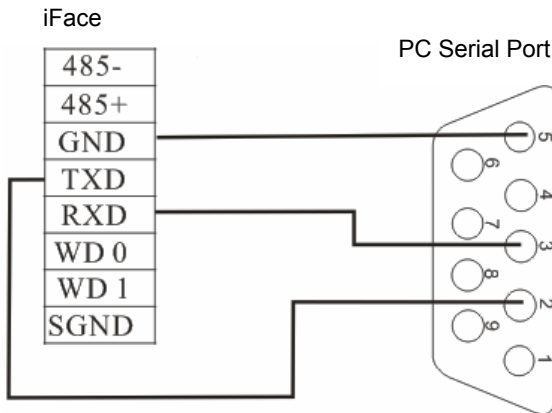 iFace
PC Serial Port
485-
485+
GND
TXD
RXD
WD 0
WD 1
SGND
5
9
4
8
3
7
2
6
1